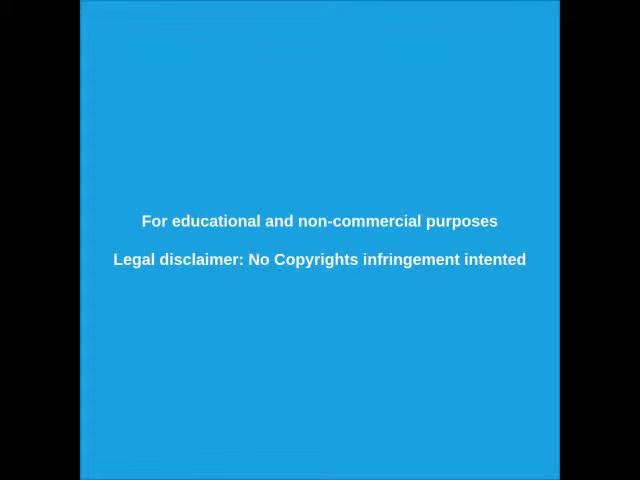 For educational and non-commercial purposes
Legal disclaimer: No Copyrights infringement intented